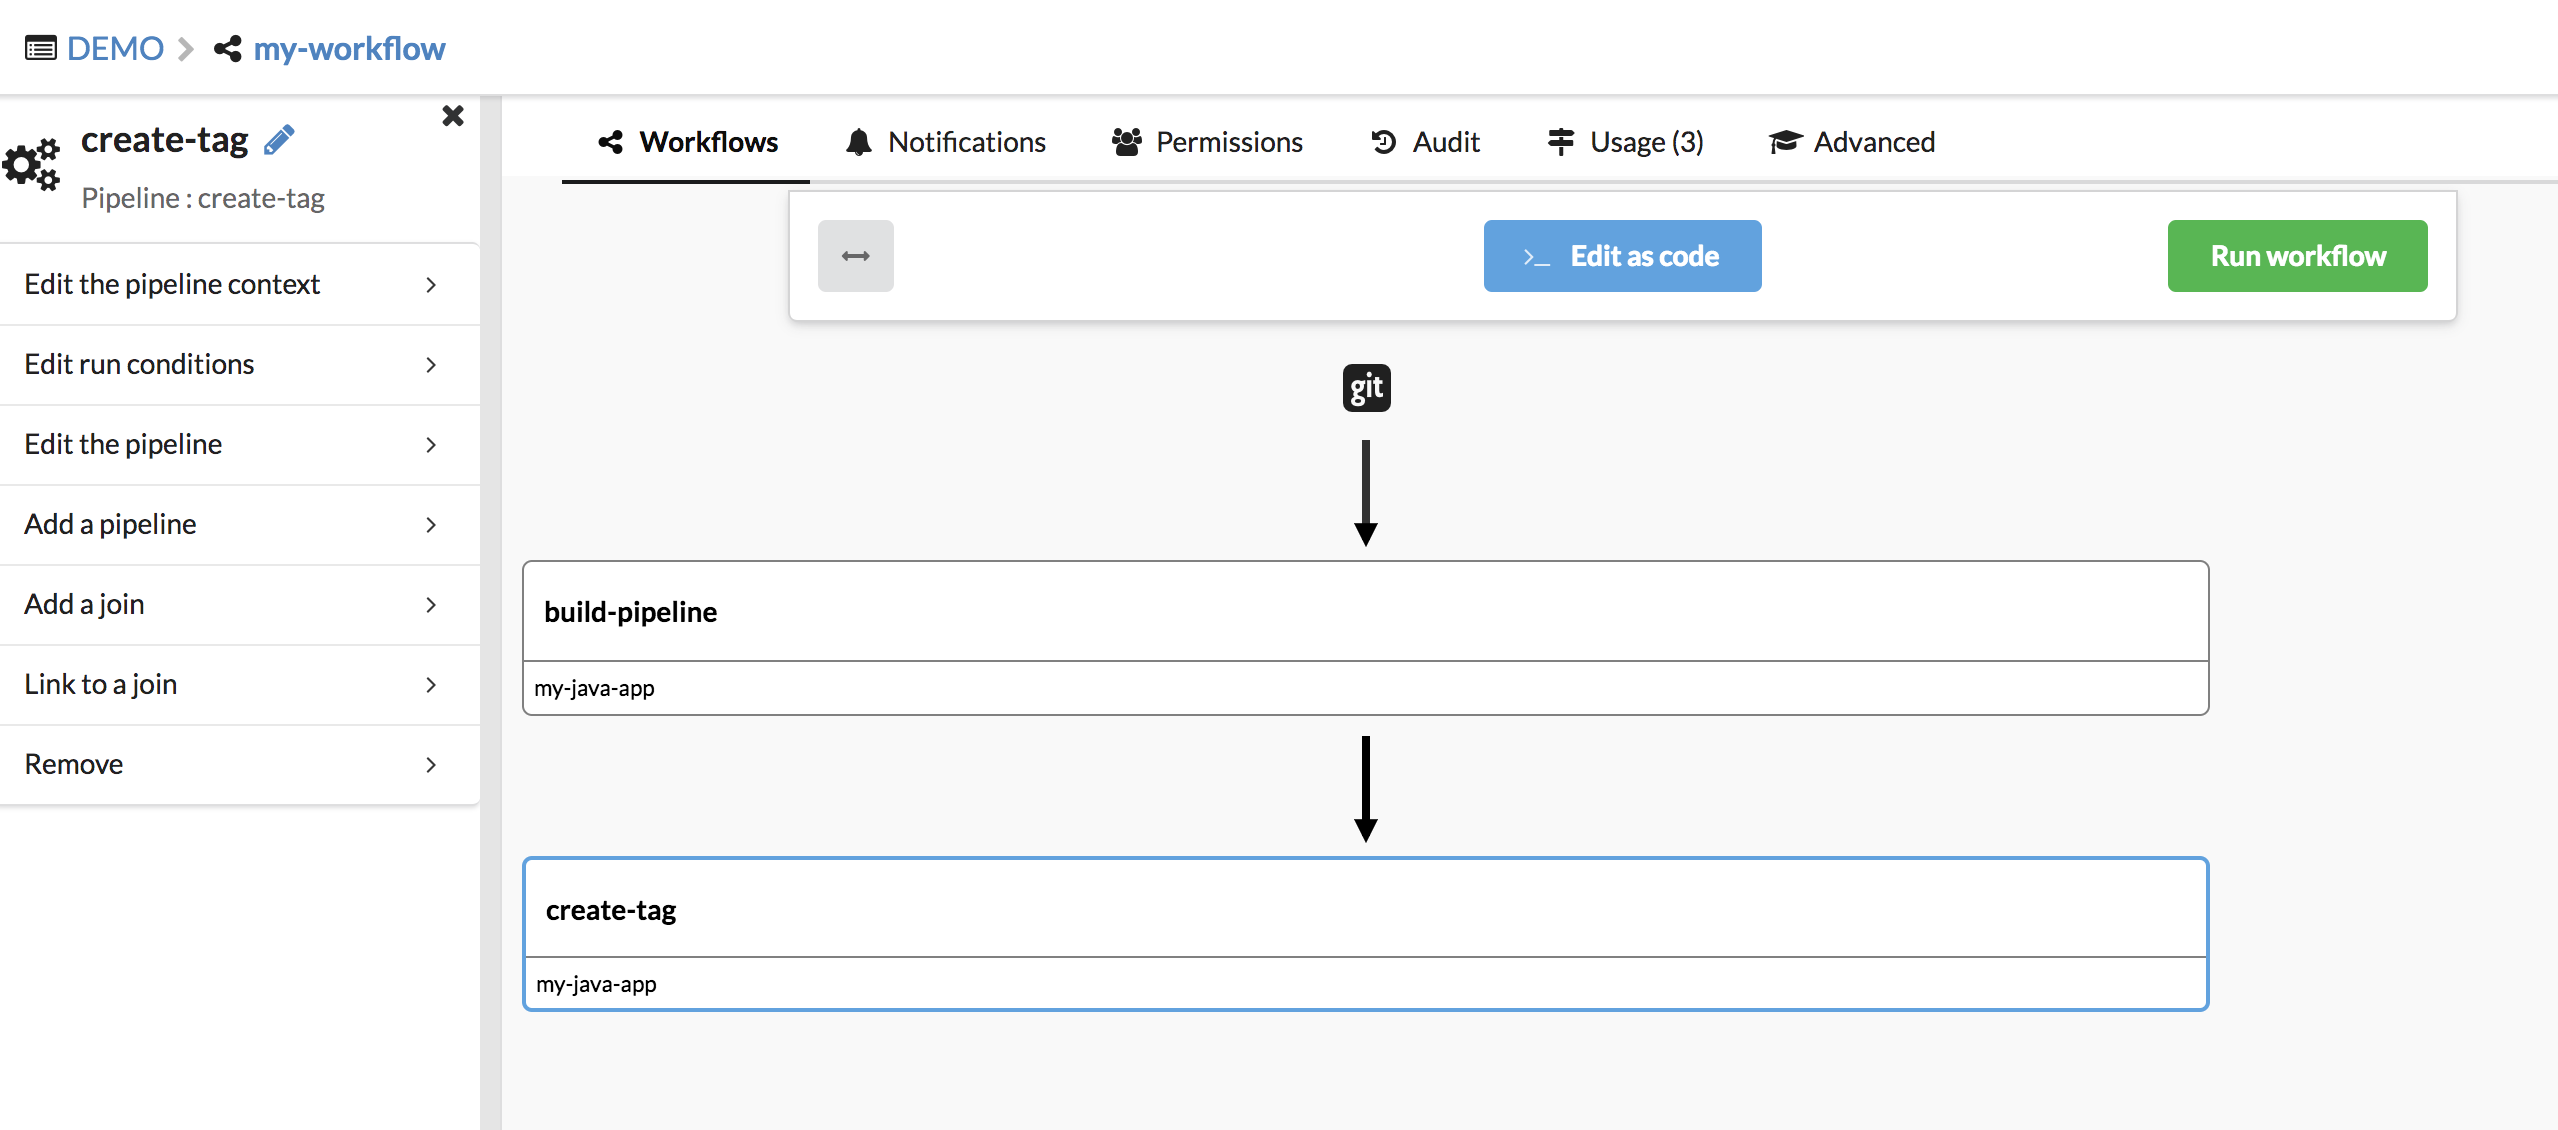 DEMO my-workflow
create-tag
Pipeline : create-tag
Edit the pipeline context
Edit run conditions
Edit the pipeline
Add a pipeline
Add a join
Link to a join
Remove
Workflows Notifications Permissions Audit Usage (3) Advanced
>_ Edit as code Run workflow
git
build-pipeline
my-java-app
create-tag
my-java-app